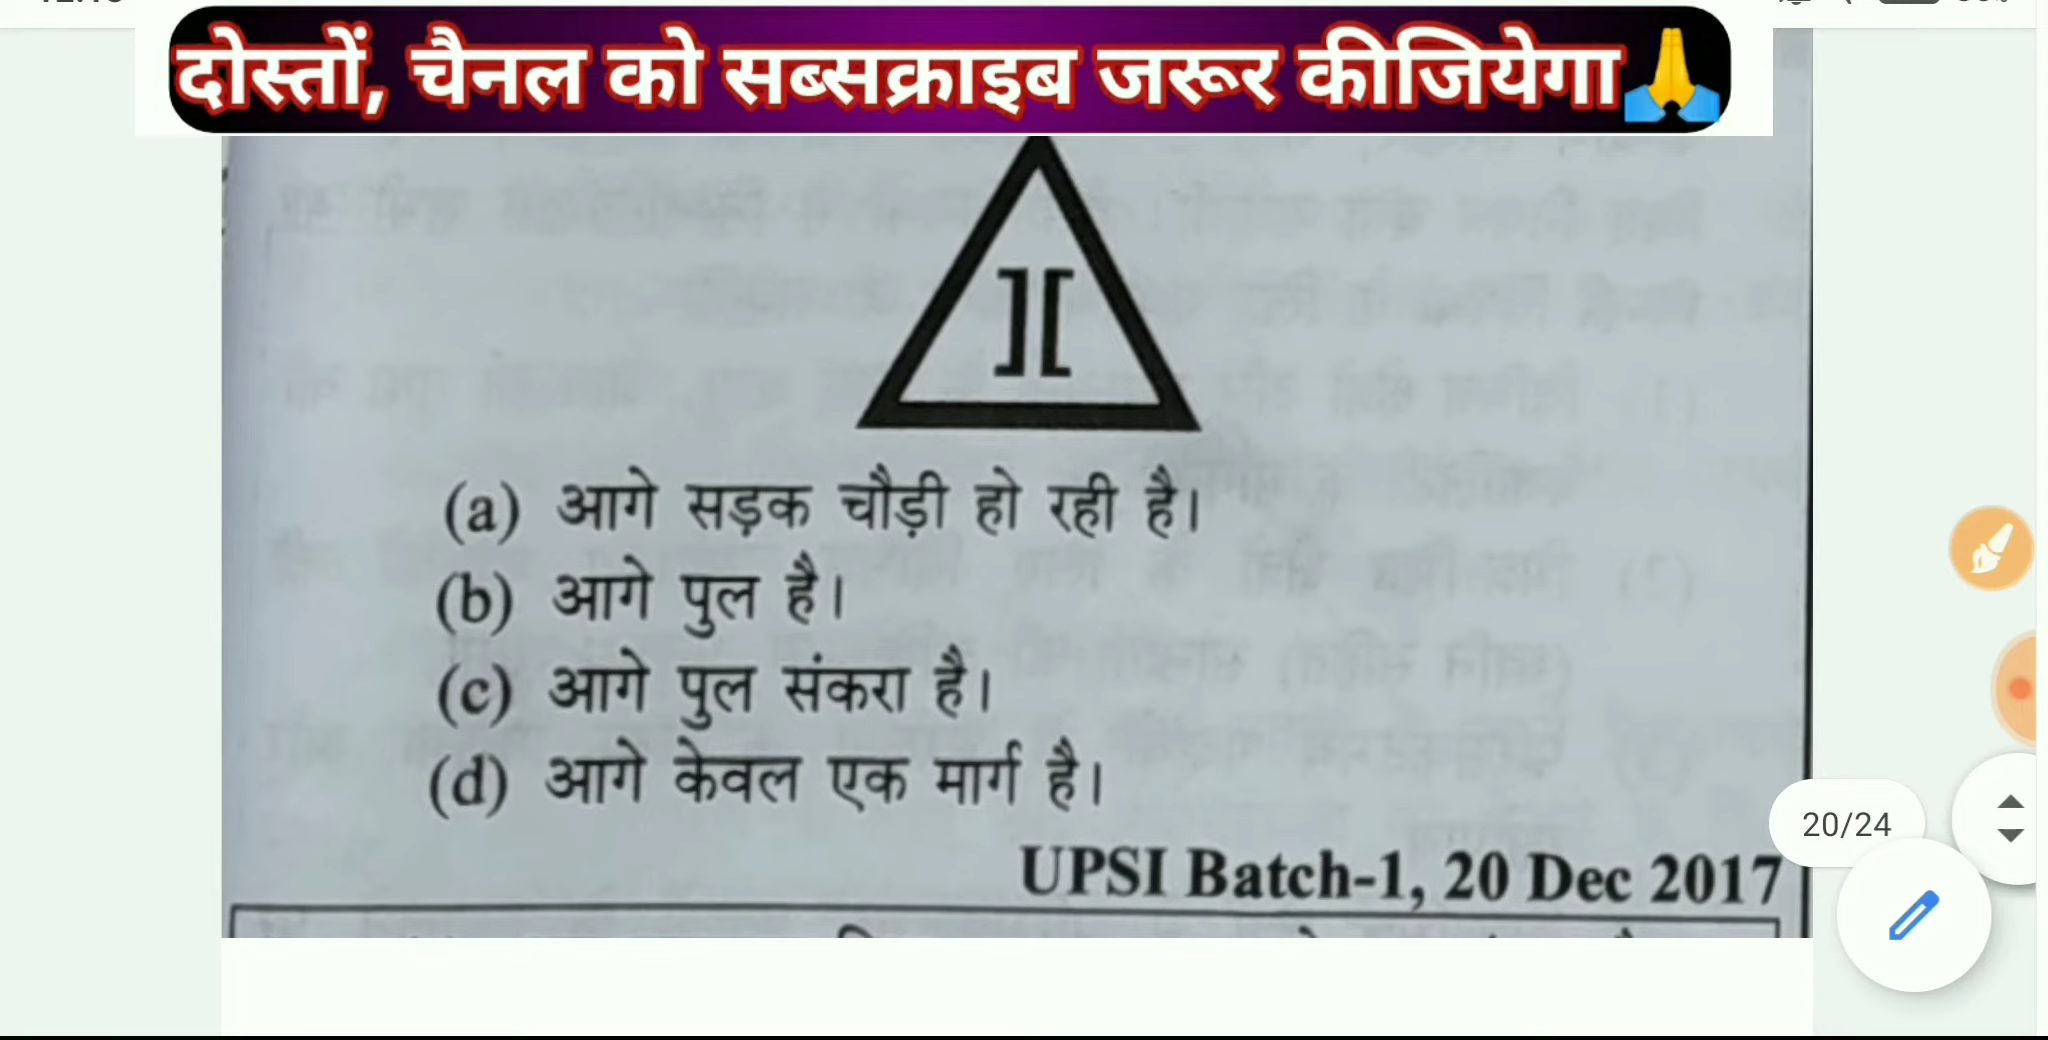 दोस्तों, चैनल को सब्सक्राइब जरूर कीजियेगा🙏
][
(a) आगे सड़क चौड़ी हो रही है।
(b) आगे पुल है।
(c) आगे पुल संकरा है।
(d) आगे केवल एक मार्ग है।
20/24
UPSI Batch-1, 20 Dec 2017